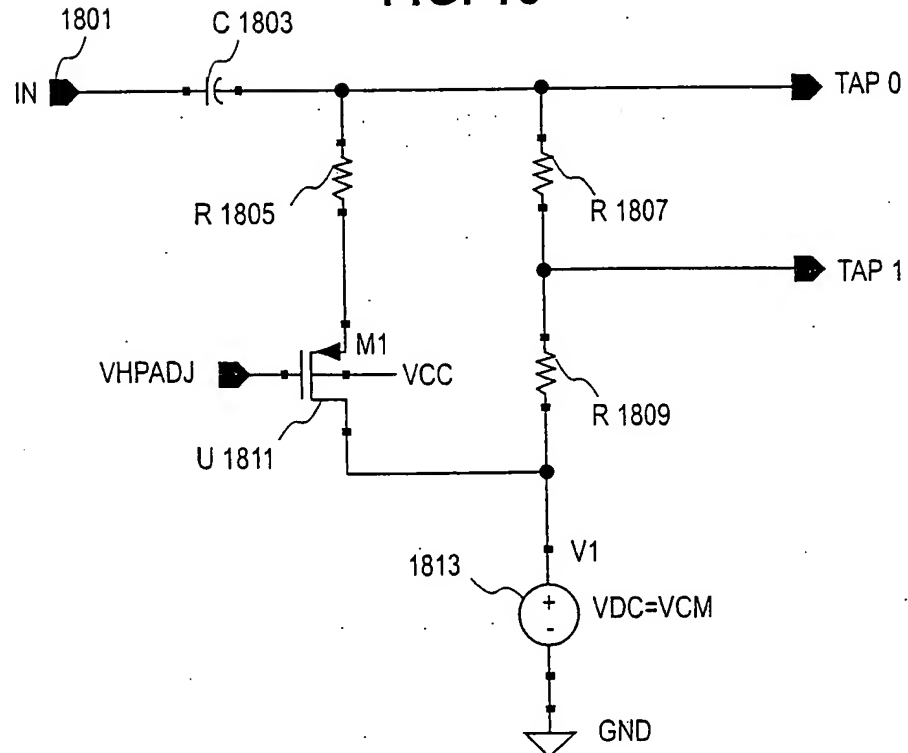 1801
C 1803
IN
TAP 0
R 1805
R 1807
TAP 1
M1
VHPADJ
VCC
R 1809
U 1811
V1
1813
+
VDC=VCM
-
GND